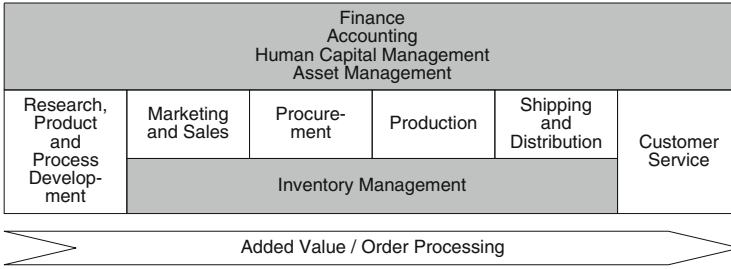 Finance
Accounting
Human Capital Management
Asset Management
Research,
Product
and
Process
Develop-
ment
Marketing
and Sales
Procure-
ment
Production
Shipping
and
Distribution
Customer
Service
Inventory Management
Added Value / Order Processing